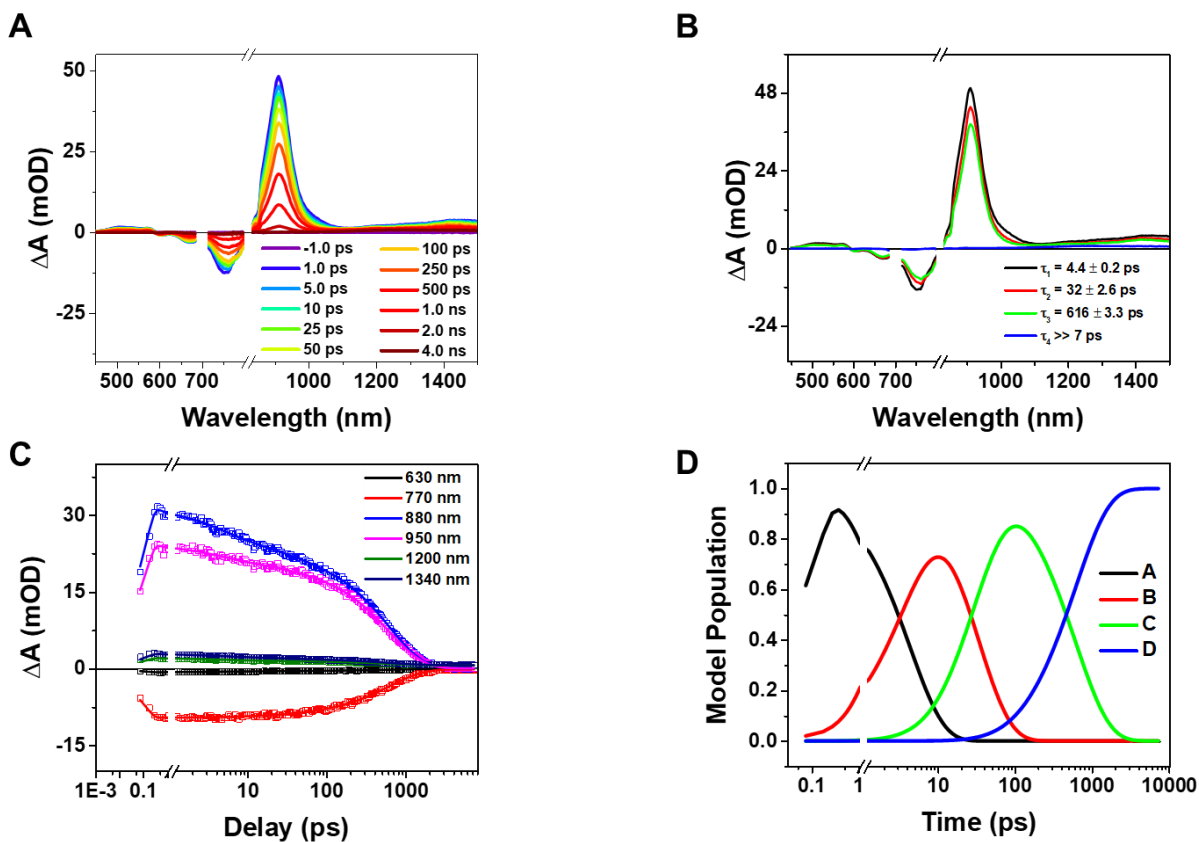 A
ΔA (mOD)
50
25
0
-25
-1.0 ps
1.0 ps
5.0 ps
10 ps
25 ps
50 ps
100 ps
250 ps
500 ps
1.0 ns
2.0 ns
4.0 ns
500 600 700 1000 1200 1400
Wavelength (nm)
B
ΔA (mOD)
48
24
0
-24
τ1 = 4.4 ± 0.2 ps
τ2 = 32 ± 2.6 ps
τ3 = 616 ± 3.3 ps
τ4 >> 7 ps
500 600 700 1000 1200 1400
Wavelength (nm)
C
ΔA (mOD)
30
15
0
-15
630 nm
770 nm
880 nm
950 nm
1200 nm
1340 nm
1E-3 0.1 10 100 1000
Delay (ps)
D
Model Population
1.0
0.8
0.6
0.4
0.2
0.0
A
B
C
D
0.1 1 10 100 1000 10000
Time (ps)